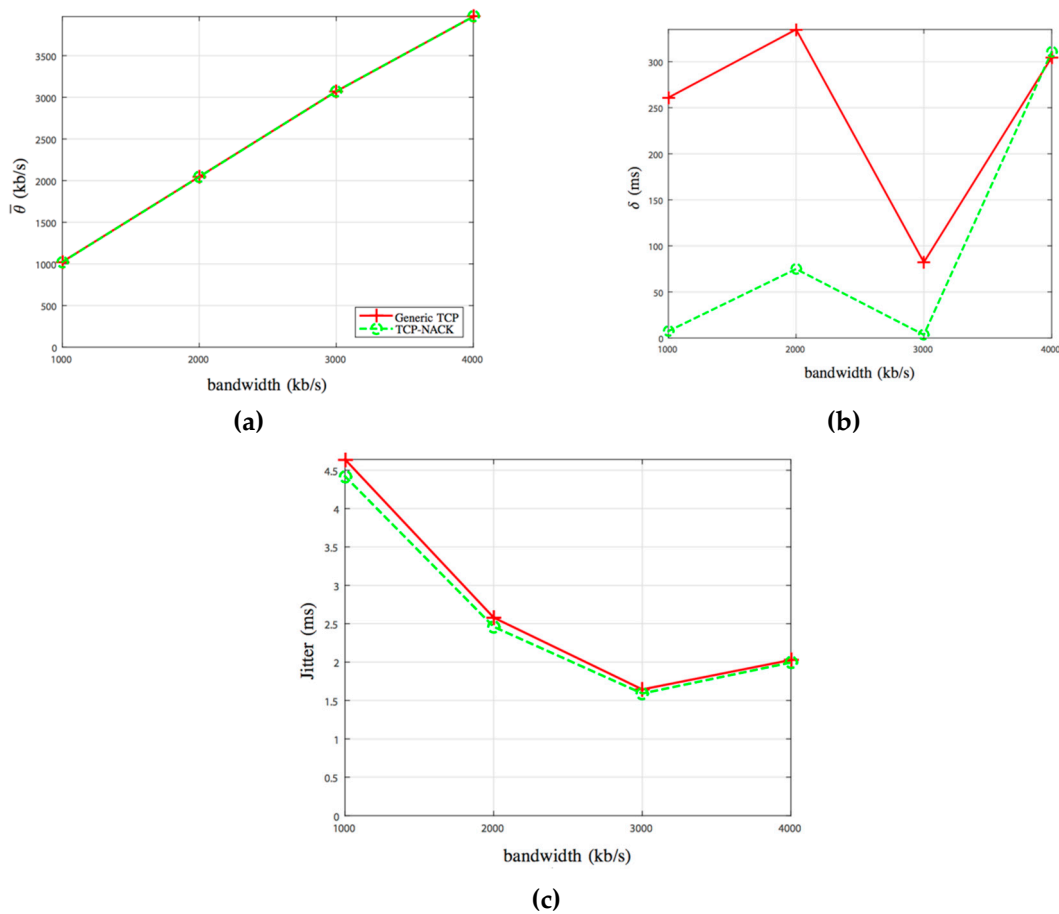 3500
3000
2500
2000
1500
1000
500
0
θ̅ (kb/s)
1000 2000 3000 4000
bandwidth (kb/s)
Generic TCP
TCP-NACK
(a)
300
250
200
150
100
50
0
δ (ms)
1000 2000 3000 4000
bandwidth (kb/s)
(b)
4.5
4
3.5
3
2.5
2
1.5
1
0.5
0
Jitter (ms)
1000 2000 3000 4000
bandwidth (kb/s)
(c)